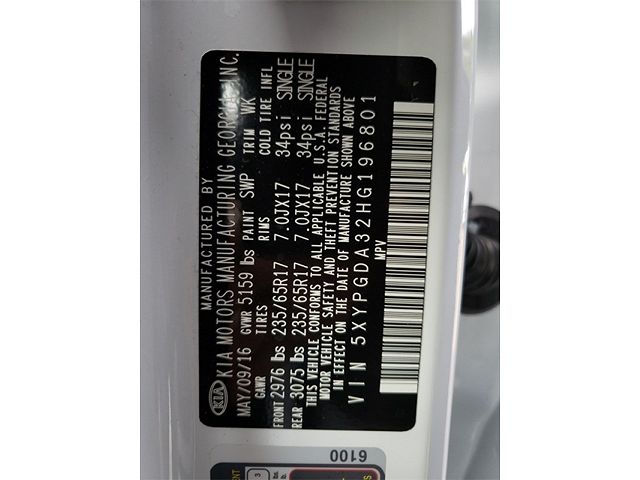 MANUFACTURED BY
KIA KIA MOTORS MANUFACTURING GEORGIA, INC.
MAY/09/16 GVWR 5159 lbs PAINT SWP TRIM WK
GAWR TIRES RIMS COLD TIRE INFL
FRONT 2976 lbs 235/65R17 7.0JX17 34psi SINGLE
REAR 3075 lbs 235/65R17 7.0JX17 34psi SINGLE
THIS VEHICLE CONFORMS TO ALL APPLICABLE U.S.A. FEDERAL
MOTOR VEHICLE SAFETY AND THEFT PREVENTION STANDARDS
IN EFFECT ON THE DATE OF MANUFACTURE SHOWN ABOVE
VIN 5XYPGDA32HG196801
MPV
6100
3